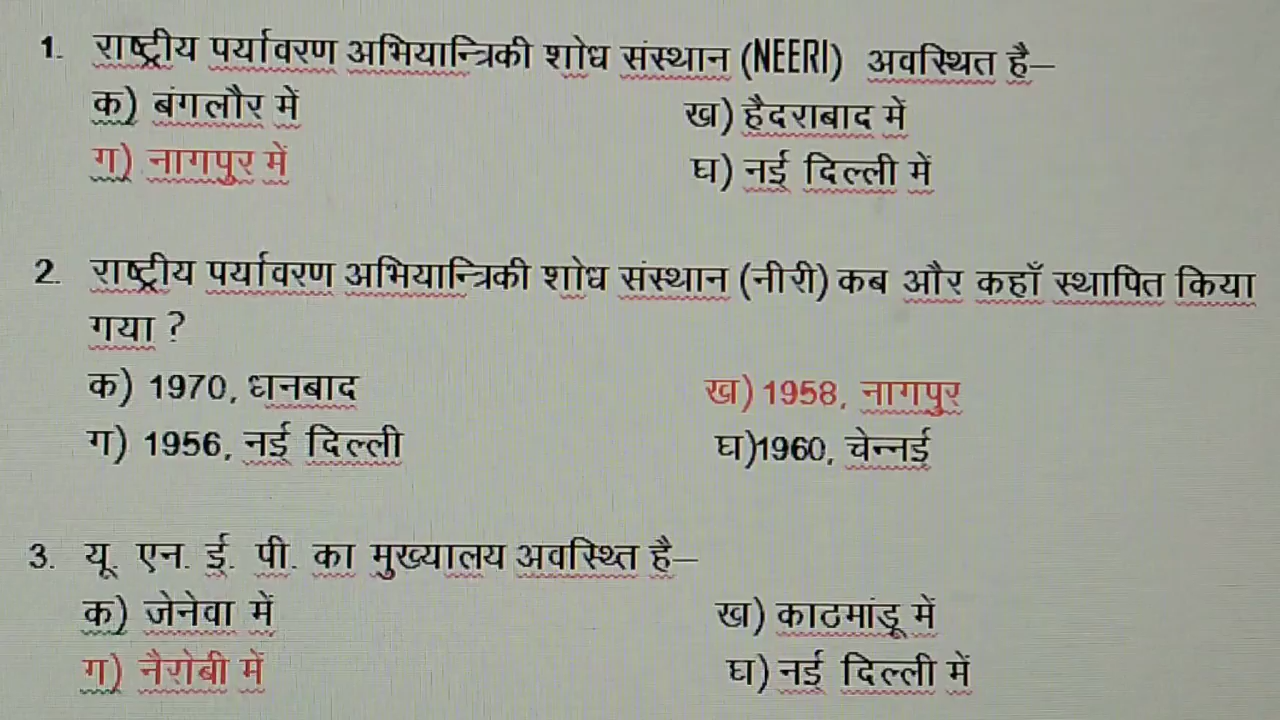 1. राष्ट्रीय पर्यावरण अभियान्त्रिकी शोध संस्थान (NEERI) अवस्थित है–
क) बंगलौर में ख) हैदराबाद में
ग) नागपुर में घ) नई दिल्ली में
2. राष्ट्रीय पर्यावरण अभियान्त्रिकी शोध संस्थान (नीरी) कब और कहाँ स्थापित किया
गया ?
क) 1970, धनबाद ख) 1958, नागपुर
ग) 1956, नई दिल्ली घ)1960, चेन्नई
3. यू. एन. ई. पी. का मुख्यालय अवस्थित है–
क) जेनेवा में ख) काठमांडू में
ग) नैरोबी में घ) नई दिल्ली में